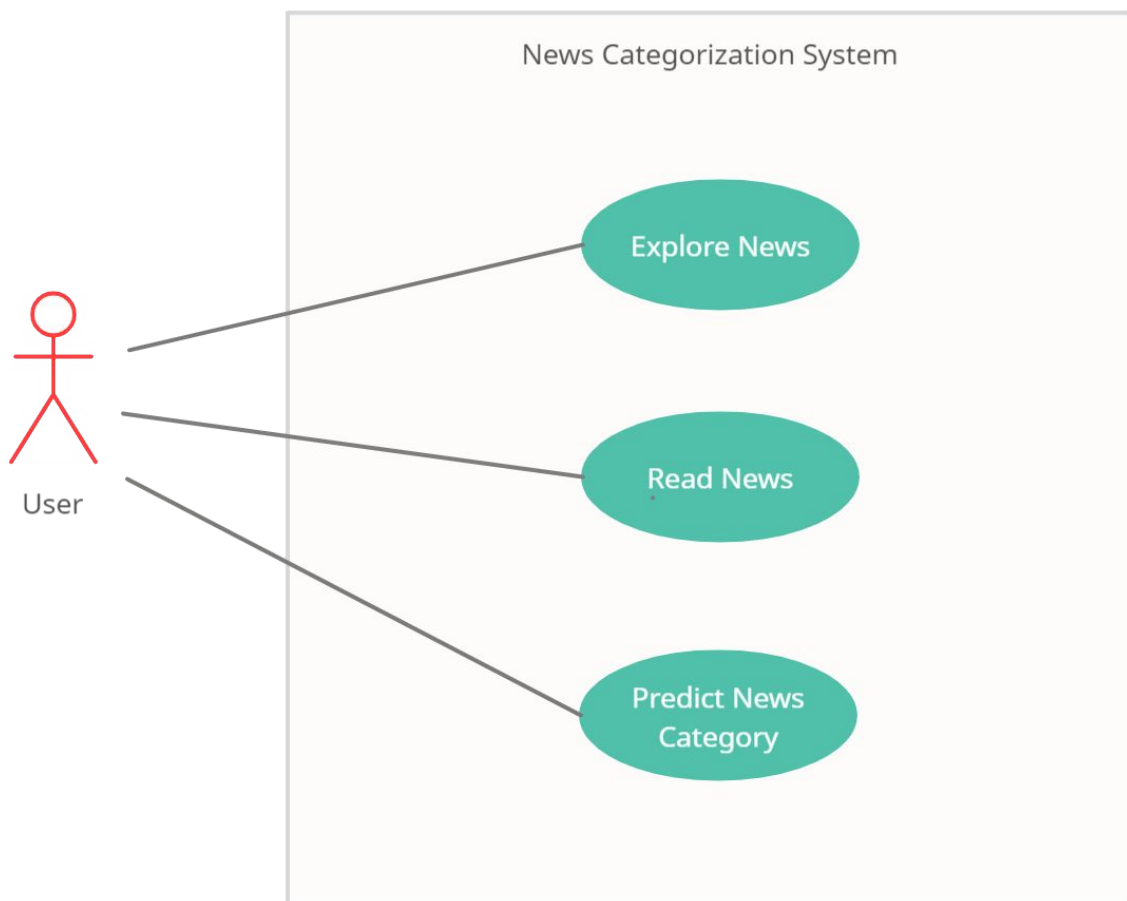 News Categorization System
Explore News
Read News
User
Predict News
Category